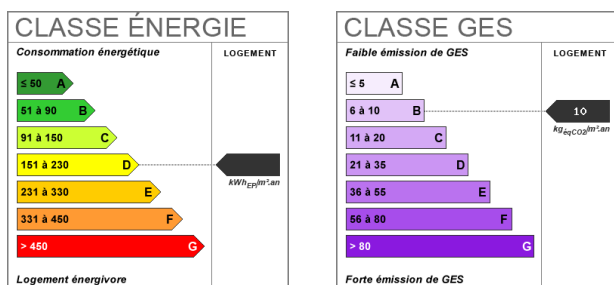 CLASSE ÉNERGIE
Consommation énergétique
LOGEMENT
≤ 50 A
51 à 90 B
91 à 150 C
151 à 230 D
kWhEP/m².an
231 à 330 E
331 à 450 F
> 450 G
Logement énergivore
CLASSE GES
Faible émission de GES
LOGEMENT
≤ 5 A
6 à 10 B
10
kgéqCO2/m².an
11 à 20 C
21 à 35 D
36 à 55 E
56 à 80 F
> 80 G
Forte émission de GES